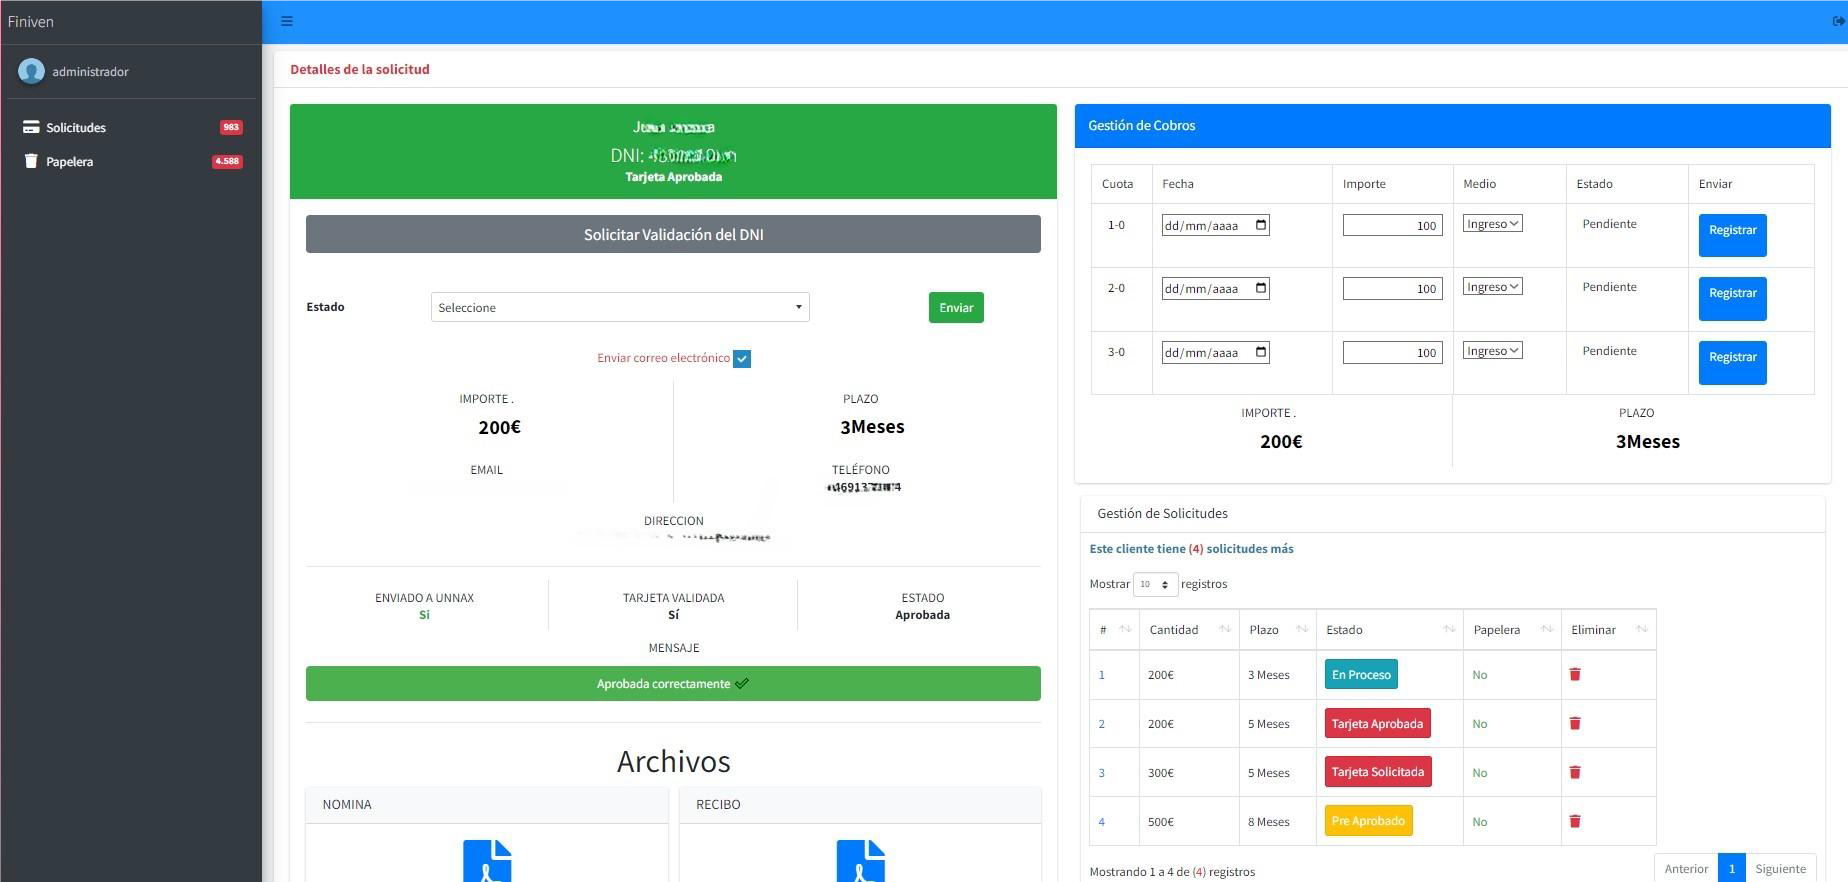 Finiven
administrador
Solicitudes 983
Papelera 4.588
Detalles de la solicitud
DNI:
Tarjeta Aprobada
Solicitar Validación del DNI
Estado Seleccione Enviar
Enviar correo electrónico
IMPORTE . PLAZO
200€ 3Meses
EMAIL TELÉFONO
DIRECCION
ENVIADO A UNNAX TARJETA VALIDADA ESTADO
Si Sí Aprobada
MENSAJE
Aprobada correctamente
Archivos
NOMINA RECIBO
Gestión de Cobros
Cuota Fecha Importe Medio Estado Enviar
1-0 dd/mm/aaaa 100 Ingreso Pendiente Registrar
2-0 dd/mm/aaaa 100 Ingreso Pendiente Registrar
3-0 dd/mm/aaaa 100 Ingreso Pendiente Registrar
IMPORTE . PLAZO
200€ 3Meses
Gestión de Solicitudes
Este cliente tiene (4) solicitudes más
Mostrar 10 registros
# Cantidad Plazo Estado Papelera Eliminar
1 200€ 3 Meses En Proceso No
2 200€ 5 Meses Tarjeta Aprobada No
3 300€ 5 Meses Tarjeta Solicitada No
4 500€ 8 Meses Pre Aprobado No
Mostrando 1 a 4 de (4) registros
Anterior 1 Siguiente